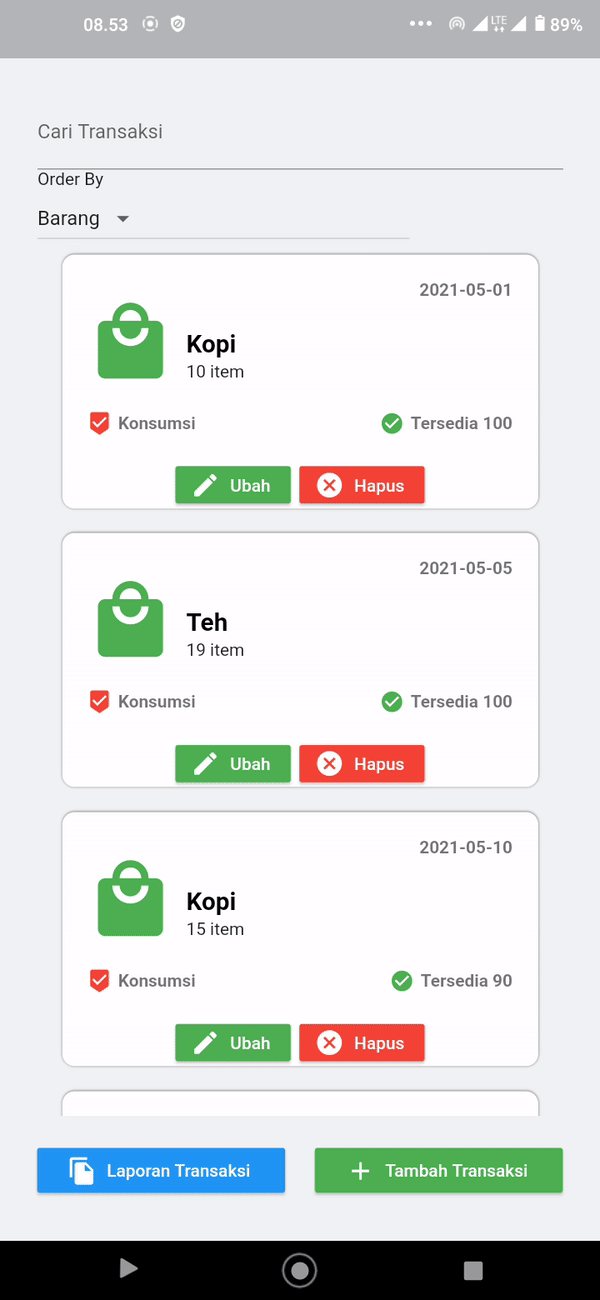 08.53
LTE
89%
Cari Transaksi
Order By
Barang
2021-05-01
Kopi
10 item
Konsumsi
Tersedia 100
Ubah
Hapus
2021-05-05
Teh
19 item
Konsumsi
Tersedia 100
Ubah
Hapus
2021-05-10
Kopi
15 item
Konsumsi
Tersedia 90
Ubah
Hapus
Laporan Transaksi
Tambah Transaksi